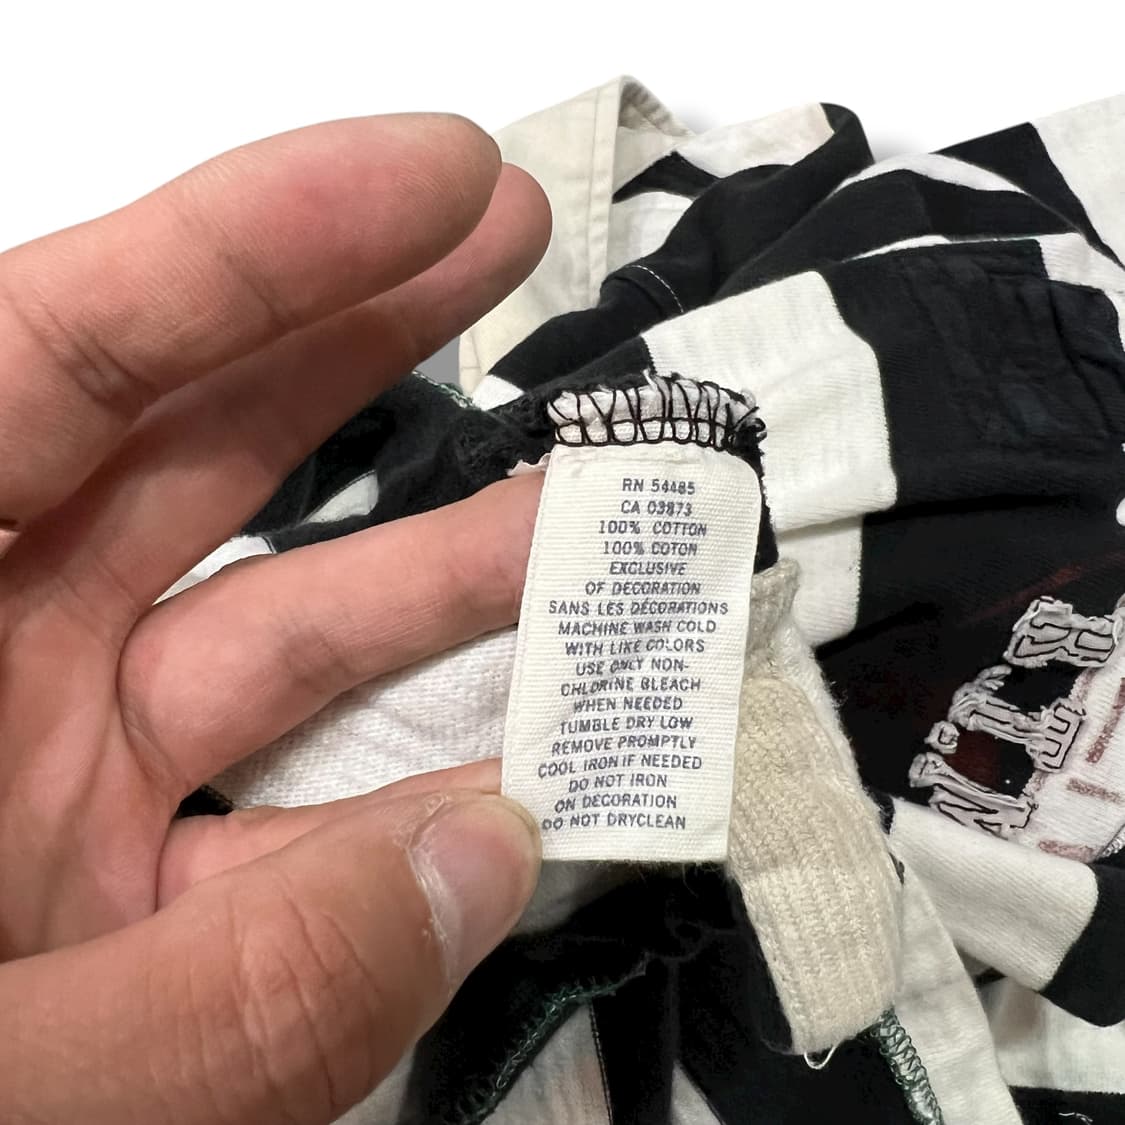 RN 54485
CA 03873
100% COTTON
100% COTON
EXCLUSIVE
OF DECORATION
SANS LES DÉCORATIONS
MACHINE WASH COLD
WITH LIKE COLORS
USE ONLY NON-
CHLORINE BLEACH
WHEN NEEDED
TUMBLE DRY LOW
REMOVE PROMPTLY
COOL IRON IF NEEDED
DO NOT IRON
ON DECORATION
DO NOT DRYCLEAN